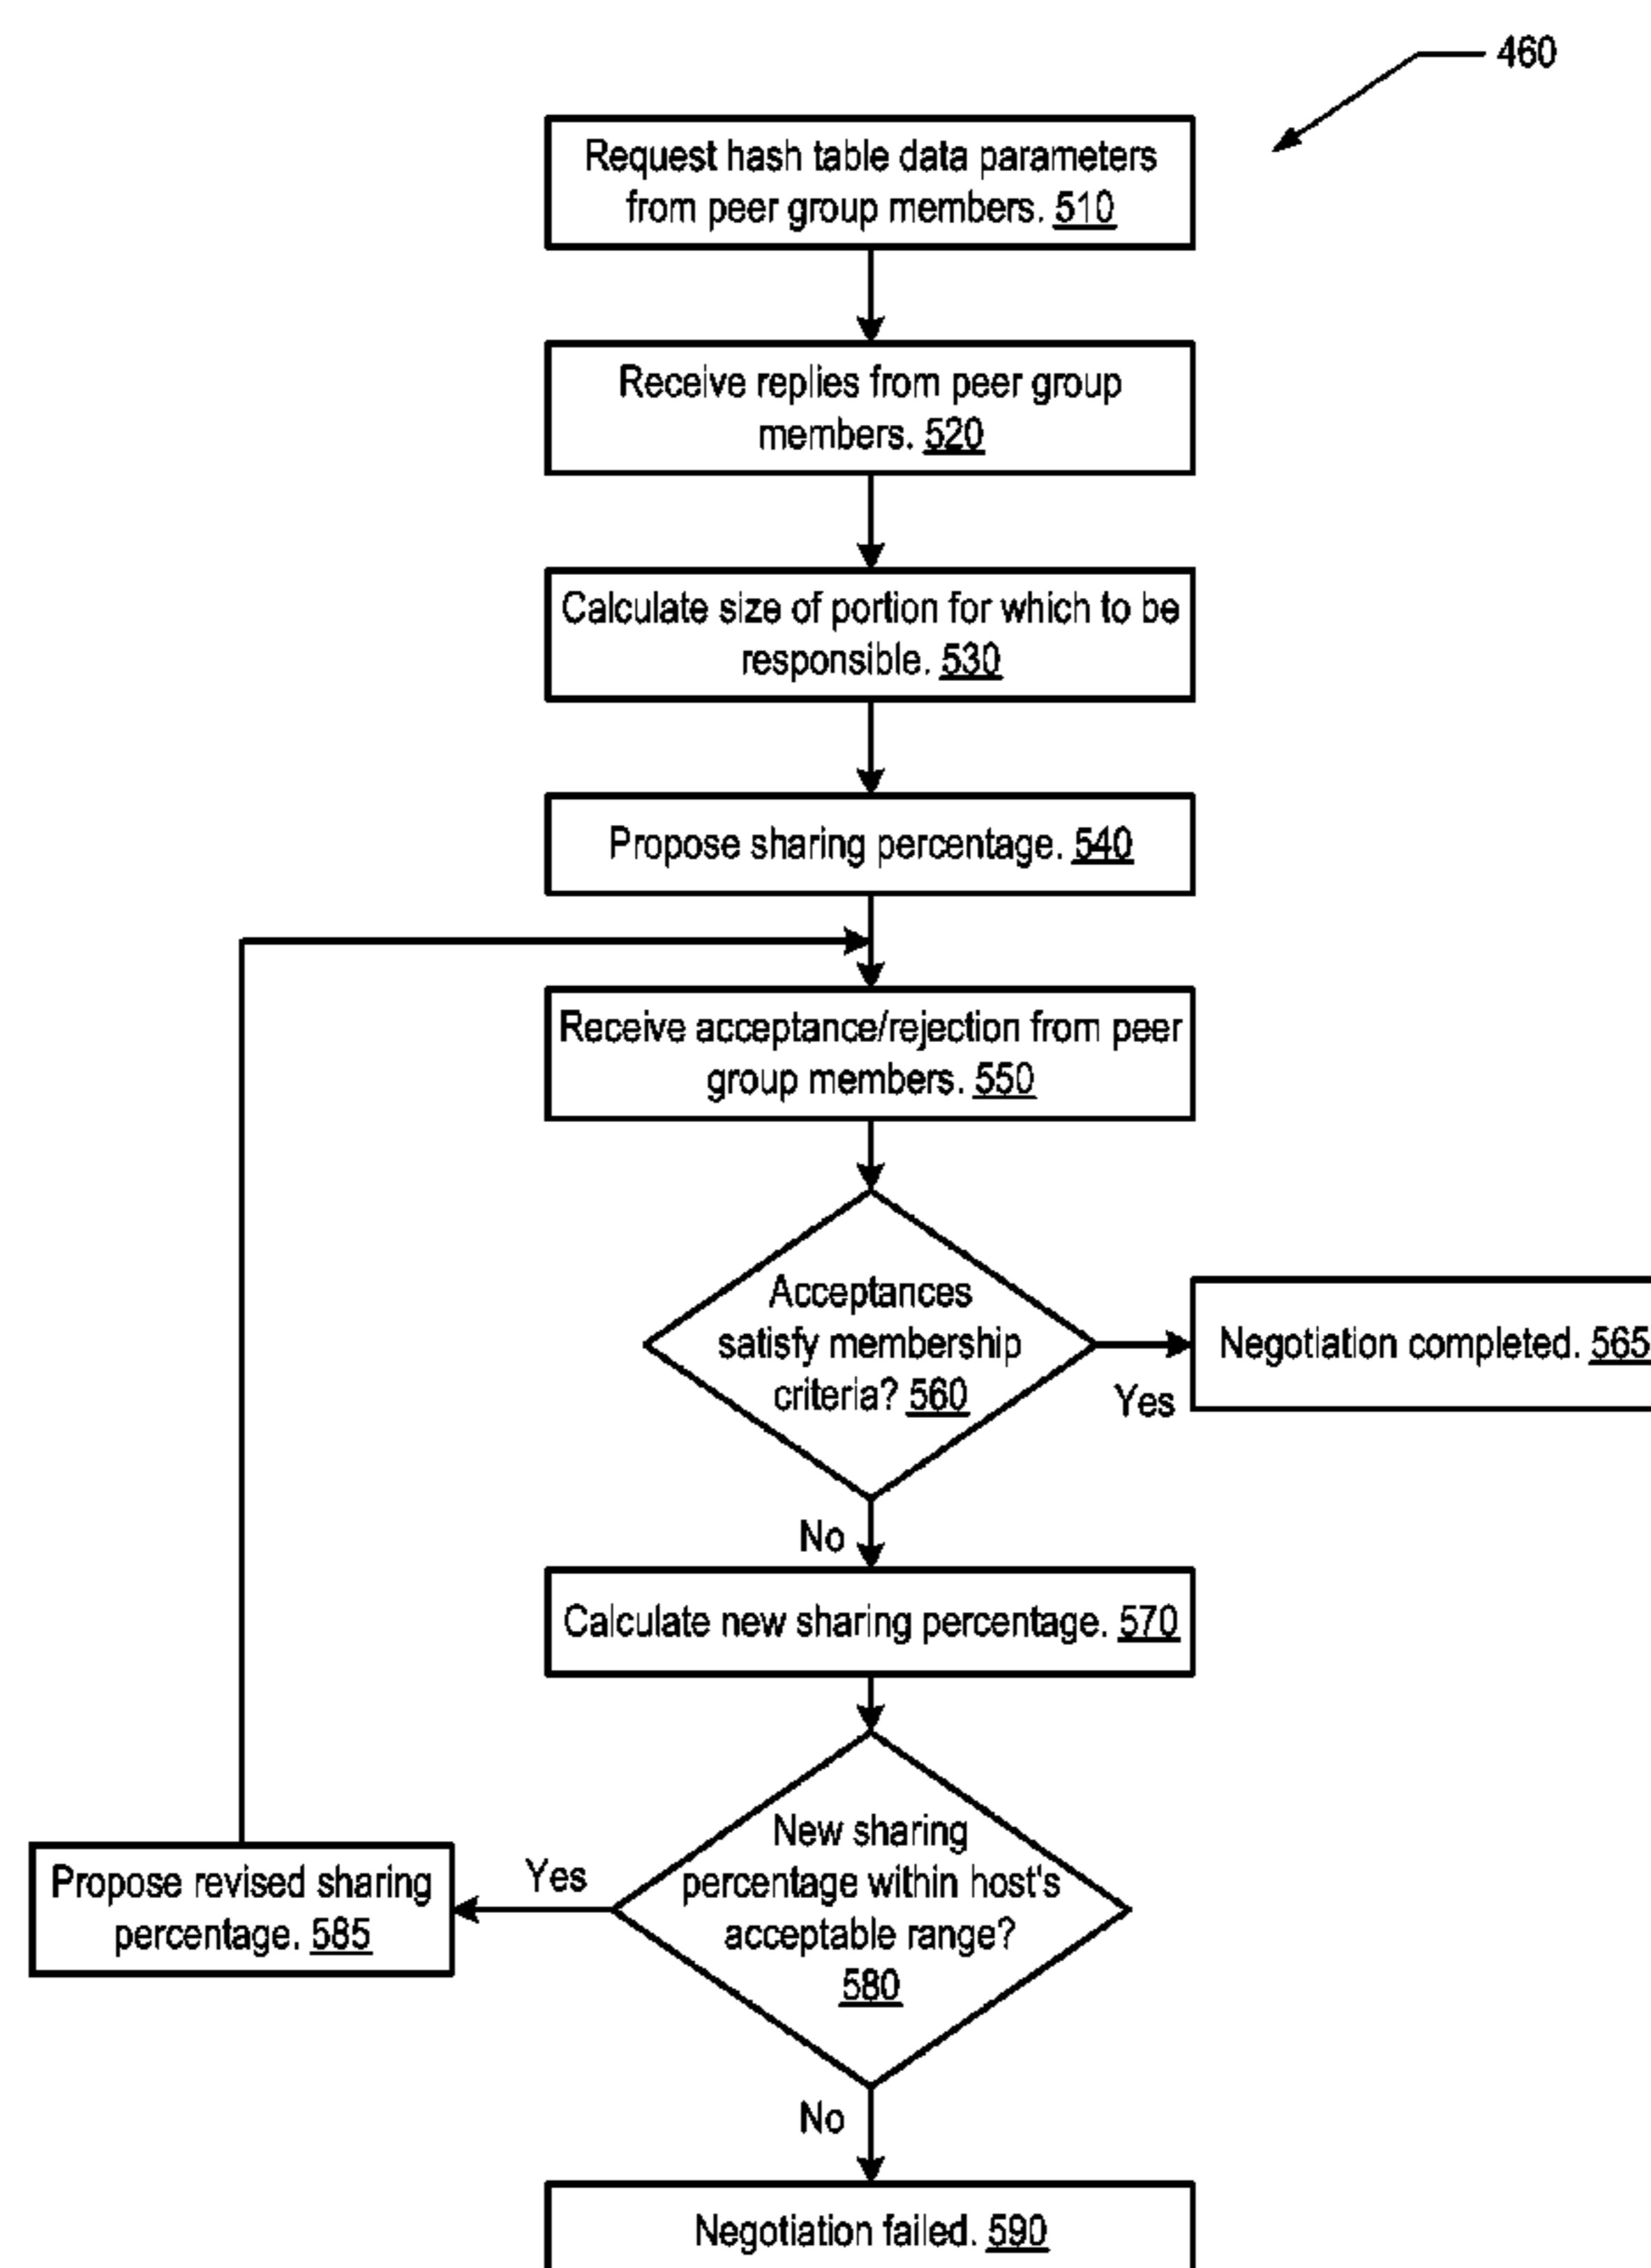 460
Request hash table data parameters
from peer group members. 510
Receive replies from peer group
members. 520
Calculate size of portion for which to be
responsible. 530
Propose sharing percentage. 540
Receive acceptance/rejection from peer
group members. 550
Acceptances
satisfy membership
criteria? 560
Yes
Negotiation completed. 565
No
Calculate new sharing percentage. 570
New sharing
percentage within host's
acceptable range?
580
Yes
Propose revised sharing
percentage. 585
No
Negotiation failed. 590